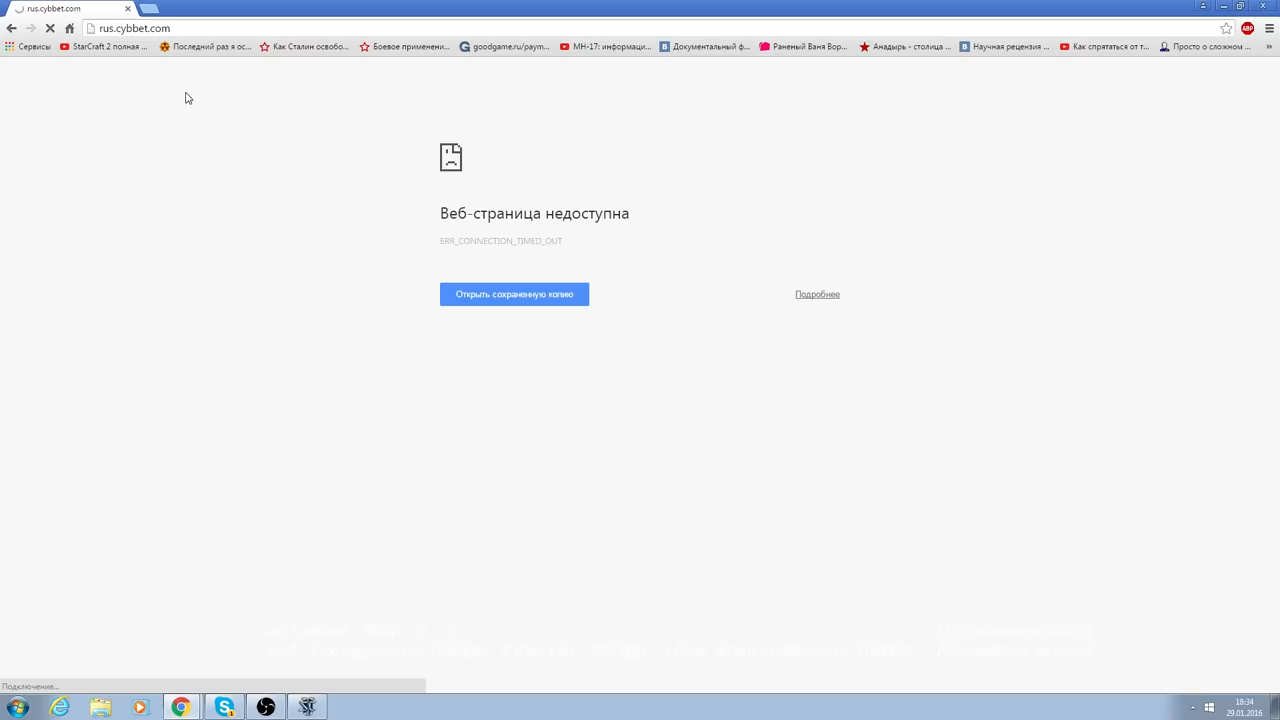 rus.cybbet.com
rus.cybbet.com
Сервисы
StarCraft 2 полная ...
Последний раз я ос...
Как Сталин освобо...
Боевое применени...
goodgame.ru/paym...
МН-17: информаци...
Документальный ф...
Раненый Ваня Вор...
Анадырь - столица ...
Научная рецензия ...
Как спрятаться от т...
Просто о сложном ...
»
ABP
Веб-страница недоступна
ERR_CONNECTION_TIMED_OUT
Открыть сохраненную копию
Подробнее
Подключение...
18:34
29.01.2016